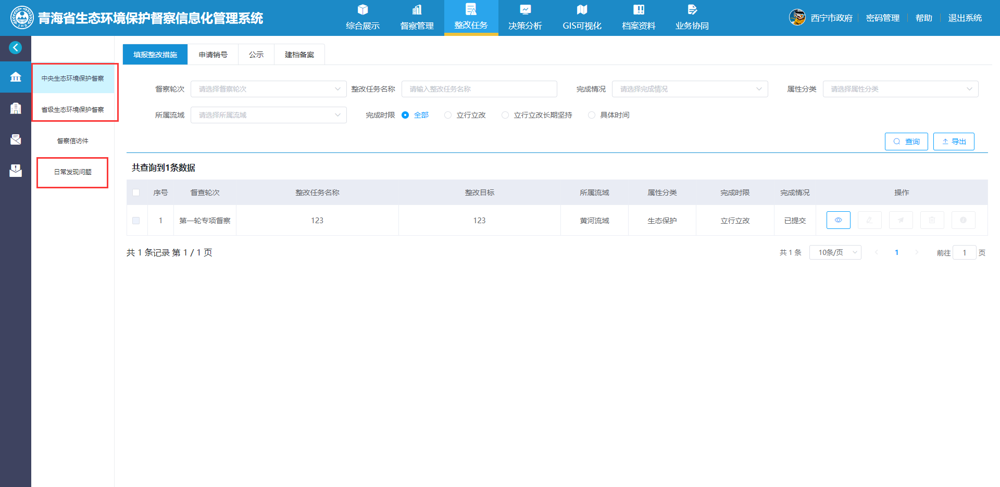 青海省生态环境保护督察信息化管理系统
综合展示 督察管理 整改任务 决策分析 GIS可视化 档案资料 业务协同
西宁市政府 密码管理 帮助 退出系统
中央生态环境保护督察
省级生态环境保护督察
督察信访件
日常发现问题
填报整改措施 申请销号 公示 建档备案
督察轮次 请选择督察轮次 整改任务名称 请输入整改任务名称 完成情况 请选择完成情况 属性分类 请选择属性分类
所属流域 请选择所属流域 完成时限 全部 立行立改 立行立改长期坚持 具体时间
查询 导出
共查询到1条数据
序号 督查轮次 整改任务名称 整改目标 所属流域 属性分类 完成时限 完成情况 操作
1 第一轮专项督察 123 123 黄河流域 生态保护 立行立改 已提交
共 1 条记录 第 1 / 1 页
共 1 条 10条/页 1 前往 1 页